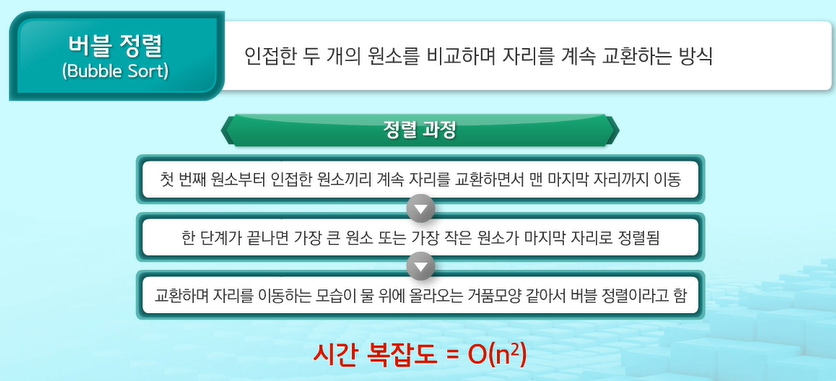 버블 정렬
(Bubble Sort)
인접한 두 개의 원소를 비교하며 자리를 계속 교환하는 방식
정렬 과정
첫 번째 원소부터 인접한 원소끼리 계속 자리를 교환하면서 맨 마지막 자리까지 이동
한 단계가 끝나면 가장 큰 원소 또는 가장 작은 원소가 마지막 자리로 정렬됨
교환하며 자리를 이동하는 모습이 물 위에 올라오는 거품모양 같아서 버블 정렬이라고 함
시간 복잡도 = O(n²)